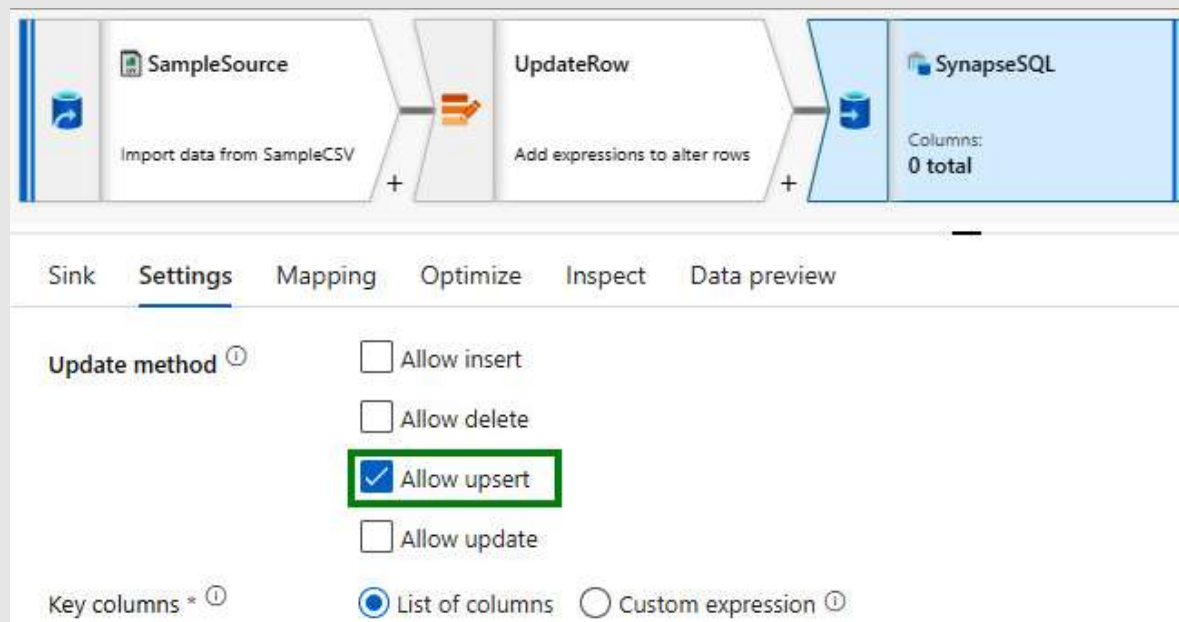 SampleSource
Import data from SampleCSV
+
UpdateRow
Add expressions to alter rows
+
SynapseSQL
Columns:
0 total
Sink Settings Mapping Optimize Inspect Data preview
Update method
Allow insert
Allow delete
Allow upsert
Allow update
Key columns * List of columns Custom expression